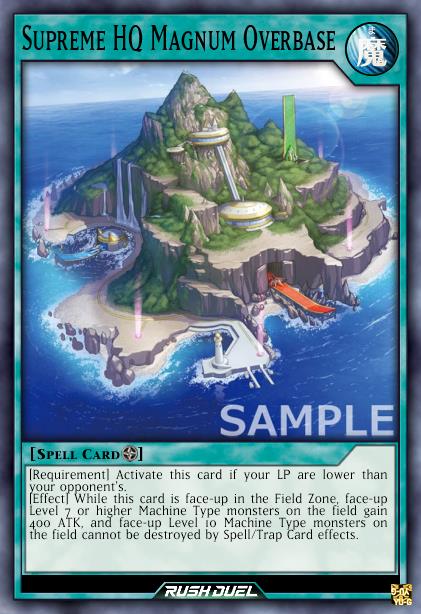 Supreme HQ Magnum Overbase
ま
魔
SAMPLE
[Spell Card]
[Requirement] Activate this card if your LP are lower than
your opponent's.
[Effect] While this card is face-up in the Field Zone, face-up
Level 7 or higher Machine Type monsters on the field gain
400 ATK, and face-up Level 10 Machine Type monsters on
the field cannot be destroyed by Spell/Trap Card effects.
RUSH DUEL